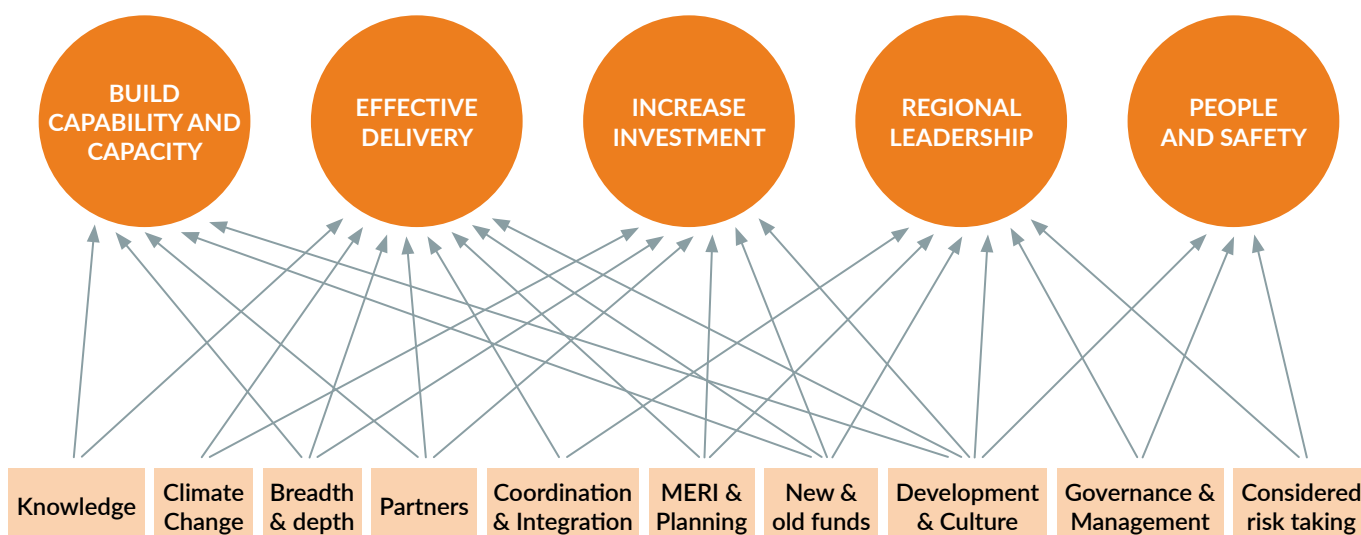 BUILD
CAPABILITY AND
CAPACITY
EFFECTIVE
DELIVERY
INCREASE
INVESTMENT
REGIONAL
LEADERSHIP
PEOPLE
AND SAFETY
Knowledge
Climate
Change
Breadth
& depth
Partners
Coordination
& Integration
MERI &
Planning
New &
old funds
Development
& Culture
Governance &
Management
Considered
risk taking